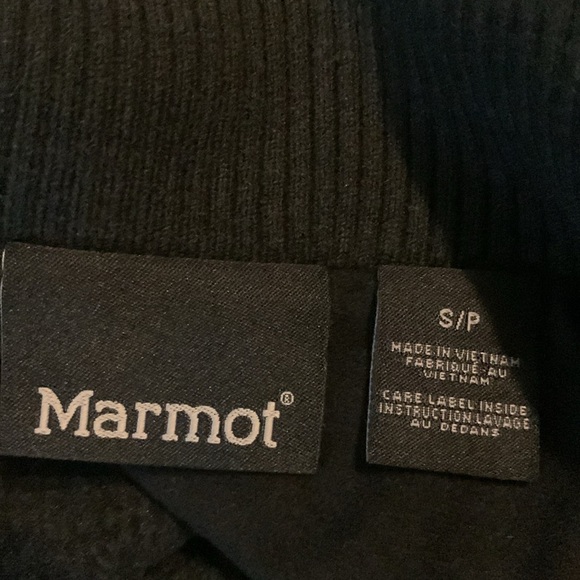 Marmot®
S/P
MADE IN VIETNAM
FABRIQUÉ AU
VIETNAM
CARE LABEL INSIDE
INSTRUCTION LAVAGE
AU DEDANS